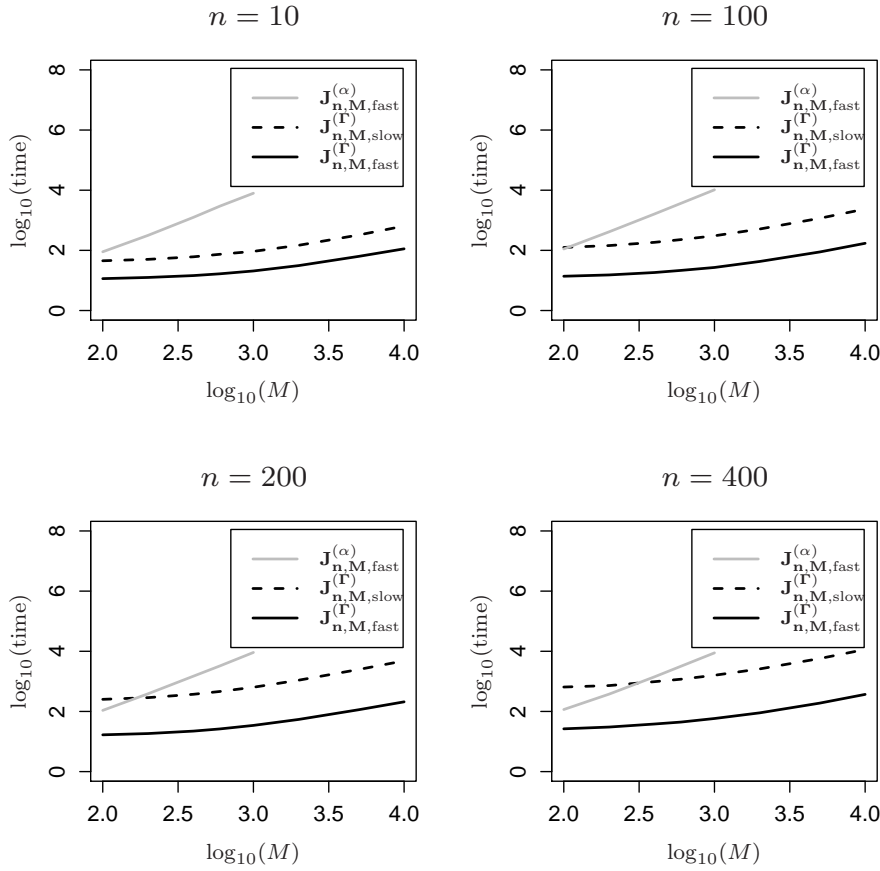 n = 10
8
6
4
2
0
log₁₀(time)
J^{(α)}_{n,M,fast}
J^{(Γ)}_{n,M,slow}
J^{(Γ)}_{n,M,fast}
2.0 2.5 3.0 3.5 4.0
log₁₀(M)
n = 100
8
6
4
2
0
log₁₀(time)
J^{(α)}_{n,M,fast}
J^{(Γ)}_{n,M,slow}
J^{(Γ)}_{n,M,fast}
2.0 2.5 3.0 3.5 4.0
log₁₀(M)
n = 200
8
6
4
2
0
log₁₀(time)
J^{(α)}_{n,M,fast}
J^{(Γ)}_{n,M,slow}
J^{(Γ)}_{n,M,fast}
2.0 2.5 3.0 3.5 4.0
log₁₀(M)
n = 400
8
6
4
2
0
log₁₀(time)
J^{(α)}_{n,M,fast}
J^{(Γ)}_{n,M,slow}
J^{(Γ)}_{n,M,fast}
2.0 2.5 3.0 3.5 4.0
log₁₀(M)